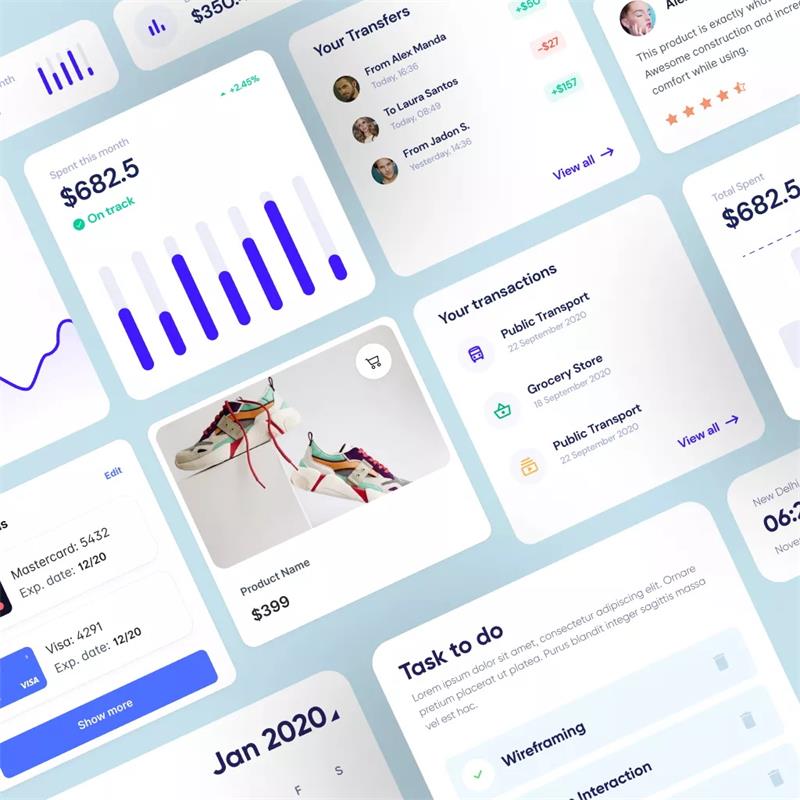 $350.
Your Transfers
From Alex Manda
Today, 16:36
+$50
To Laura Santos
Today, 08:49
-$27
From Jadon S.
Yesterday, 14:36
+$157
View all
This product is exactly
Awesome construction and
comfort while using.
+2.45%
Spent this month
$682.5
On track
Total Spent
$682.5
Your transactions
Public Transport
22 September 2020
Grocery Store
18 September 2020
Public Transport
22 September 2020
View all
Product Name
$399
Edit
Mastercard: 5432
Exp. date: 12/20
Visa: 4291
Exp. date: 12/20
VISA
Show more
New Delhi,
06:2
Task to do
Lorem ipsum dolor sit amet, consectetur adipiscing elit. Ornare
pretium placerat ut platea. Purus blandit integer sagittis massa
vel est hac.
Wireframing
Interaction
Jan 2020
F
S